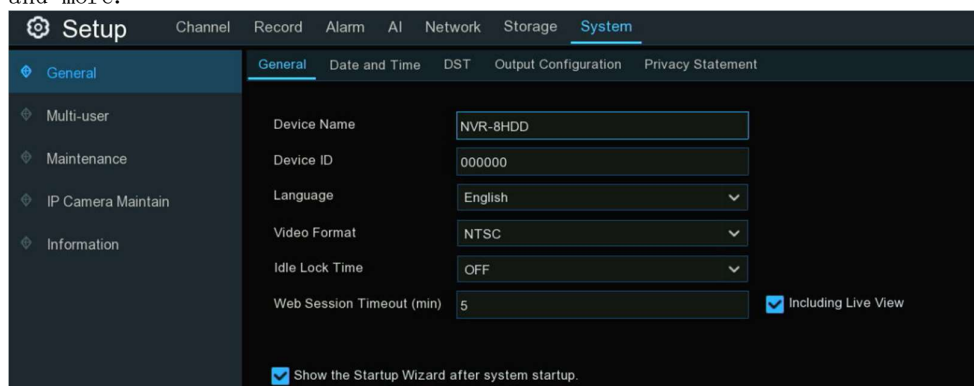 and more.
Setup Channel Record Alarm AI Network Storage System
General Date and Time DST Output Configuration Privacy Statement
General
Multi-user
Maintenance
IP Camera Maintain
Information
Device Name NVR-8HDD
Device ID 000000
Language English
Video Format NTSC
Idle Lock Time OFF
Web Session Timeout (min) 5 Including Live View
Show the Startup Wizard after system startup.